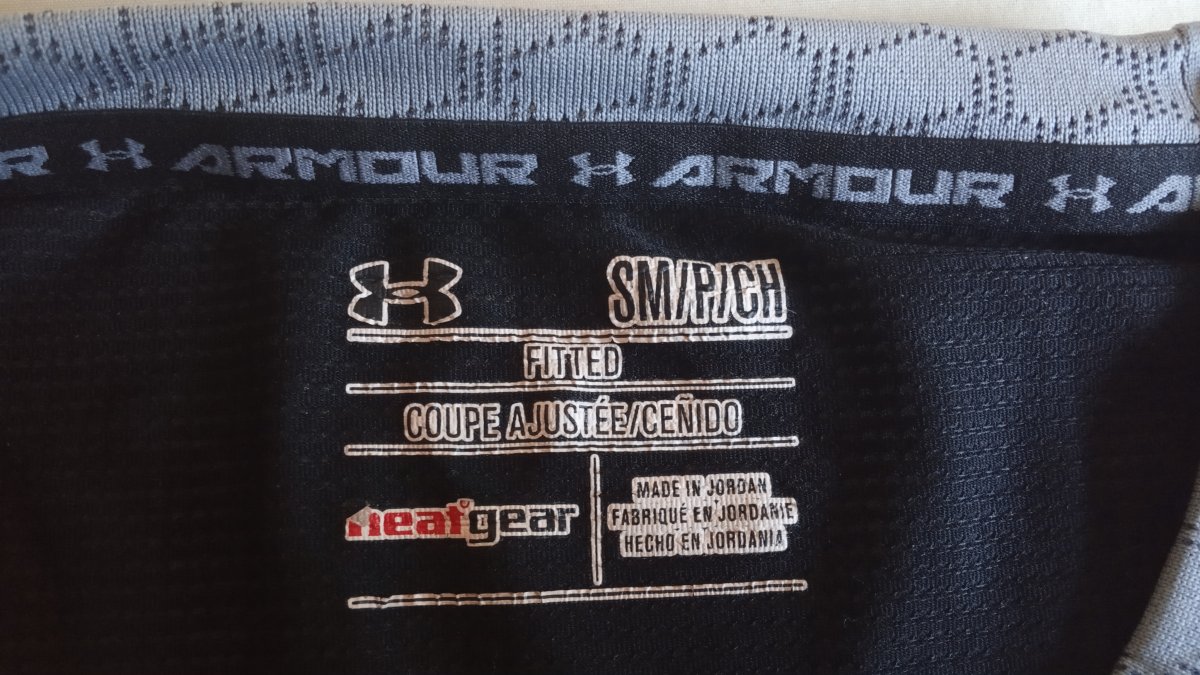 R ARMOUR ARMOUR A
SM/P/CH
FITTED
COUPE AJUSTÉE/CEÑIDO
heatgear
MADE IN JORDAN
FABRIQUÉ EN JORDANIE
HECHO EN JORDANIA